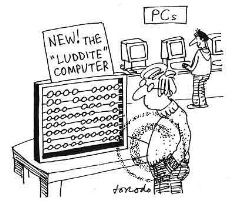 PCs
NEW! THE
"LUDDITE"
COMPUTER